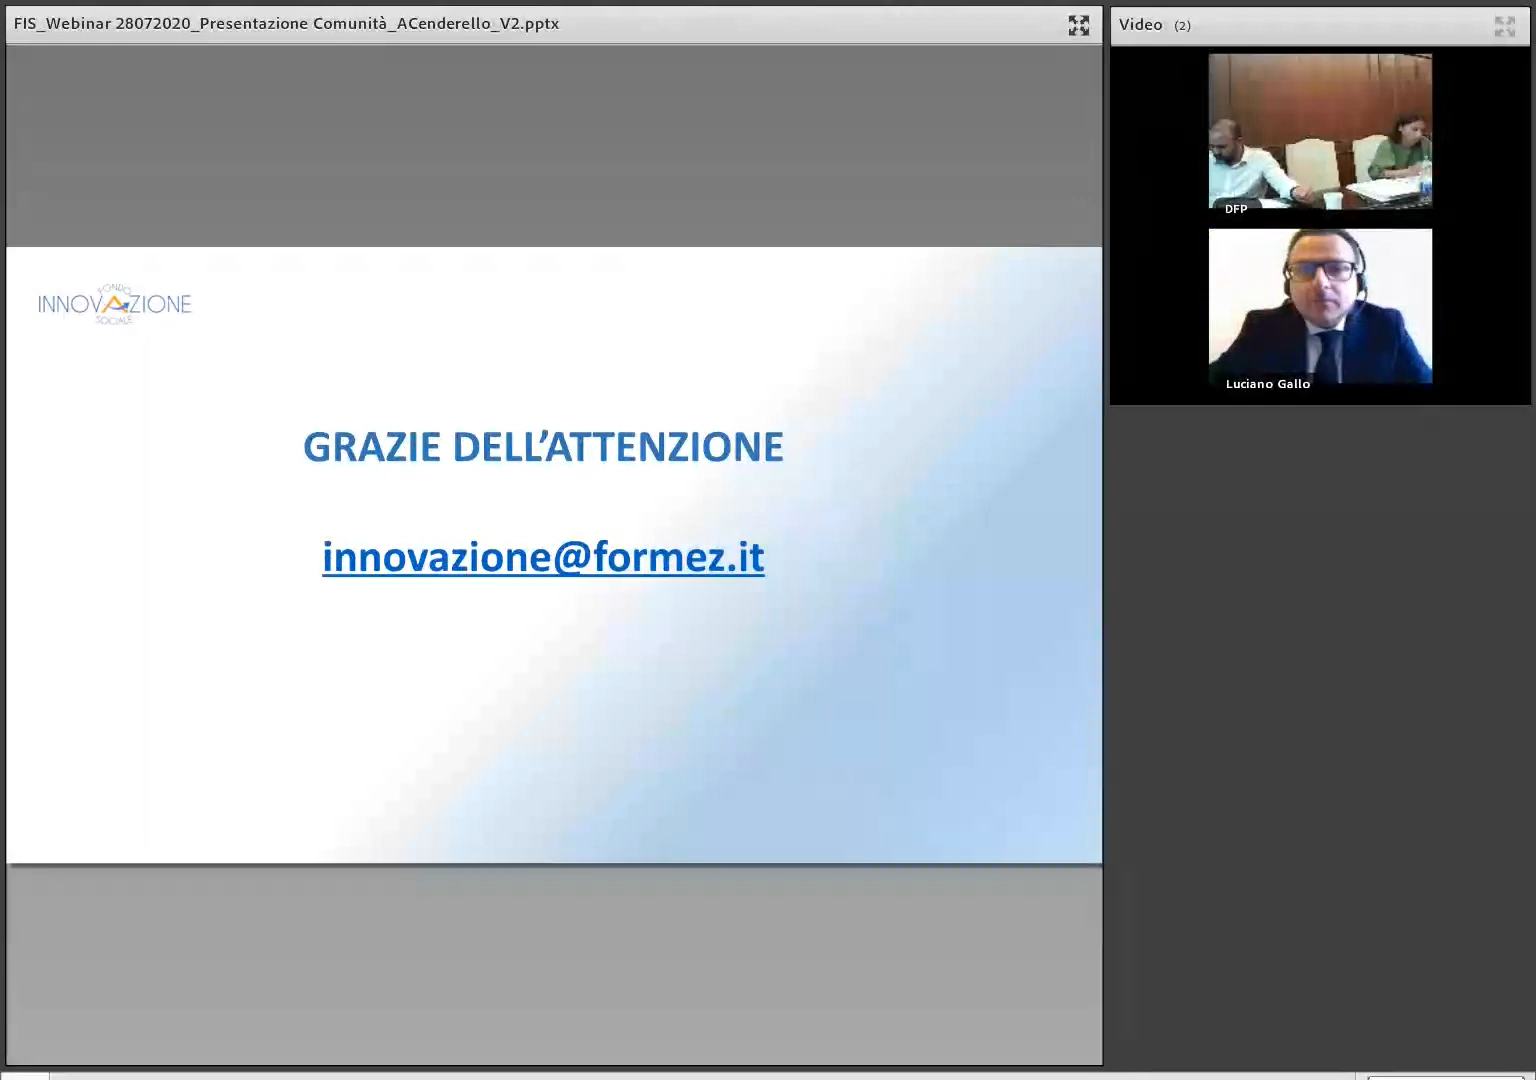 FIS_Webinar 28072020_Presentazione Comunità_ACenderello_V2.pptx
Video (2)
DFP
Luciano Gallo
FONDO
INNOVAZIONE
SOCIALE
GRAZIE DELL’ATTENZIONE
innovazione@formez.it